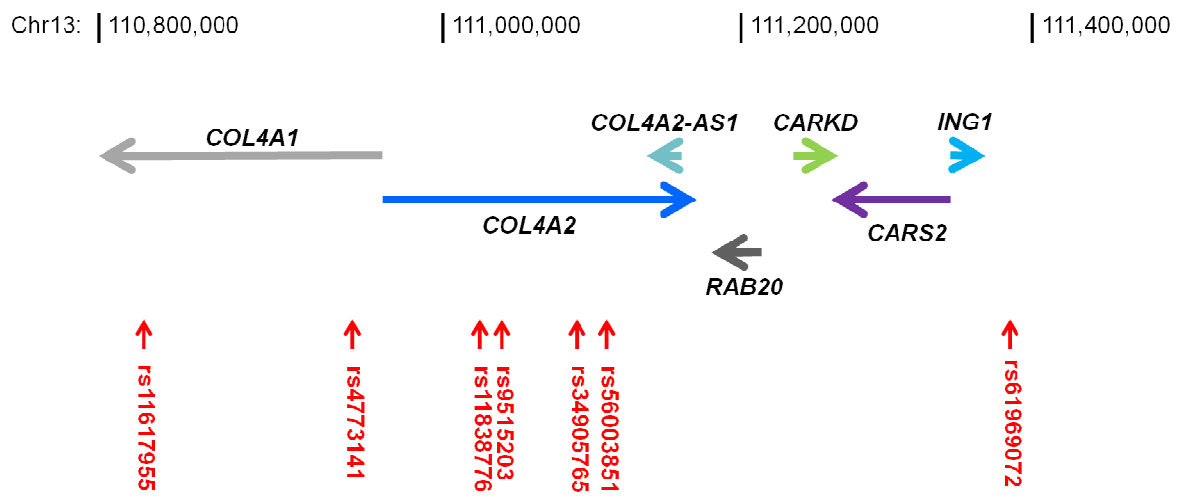 Chr13: 110,800,000 111,000,000 111,200,000 111,400,000
COL4A1 COL4A2-AS1 CARKD ING1
COL4A2 CARS2
RAB20
rs11617955
rs4773141
rs11838776
rs9515203
rs34905765
rs56003851
rs61969072